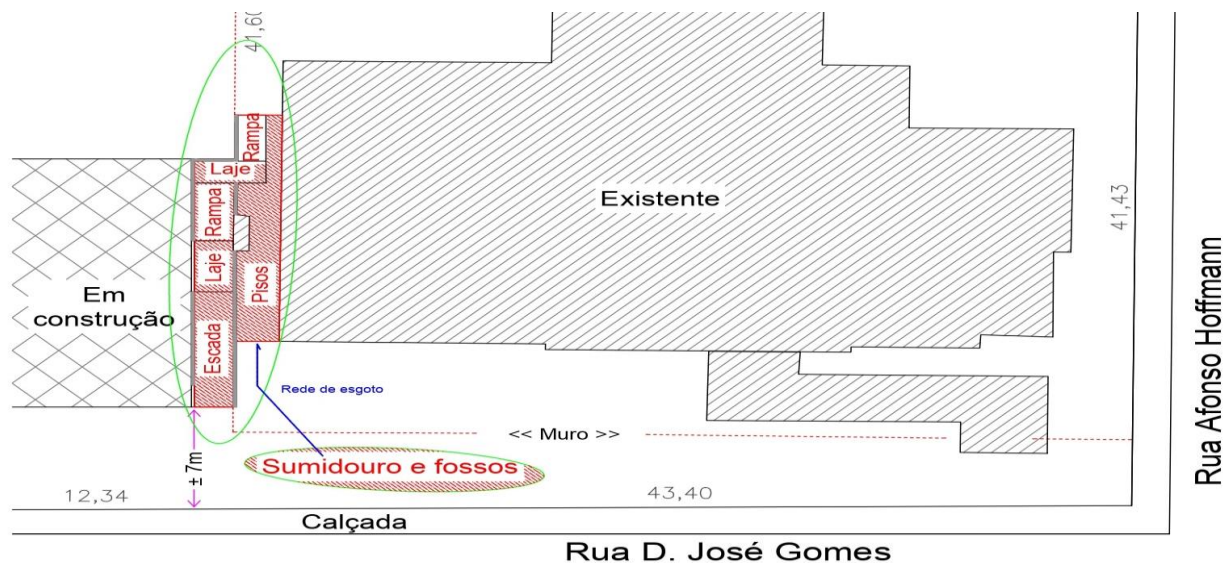 41,60
Rampa
Laje
Rampa
Existente
41,43
Laje
Pisos
Em
construção
Escada
Rua Afonso Hoffmann
Rede de esgoto
<< Muro >>
± 7m
Sumidouro e fossos
12,34
43,40
Calçada
Rua D. José Gomes